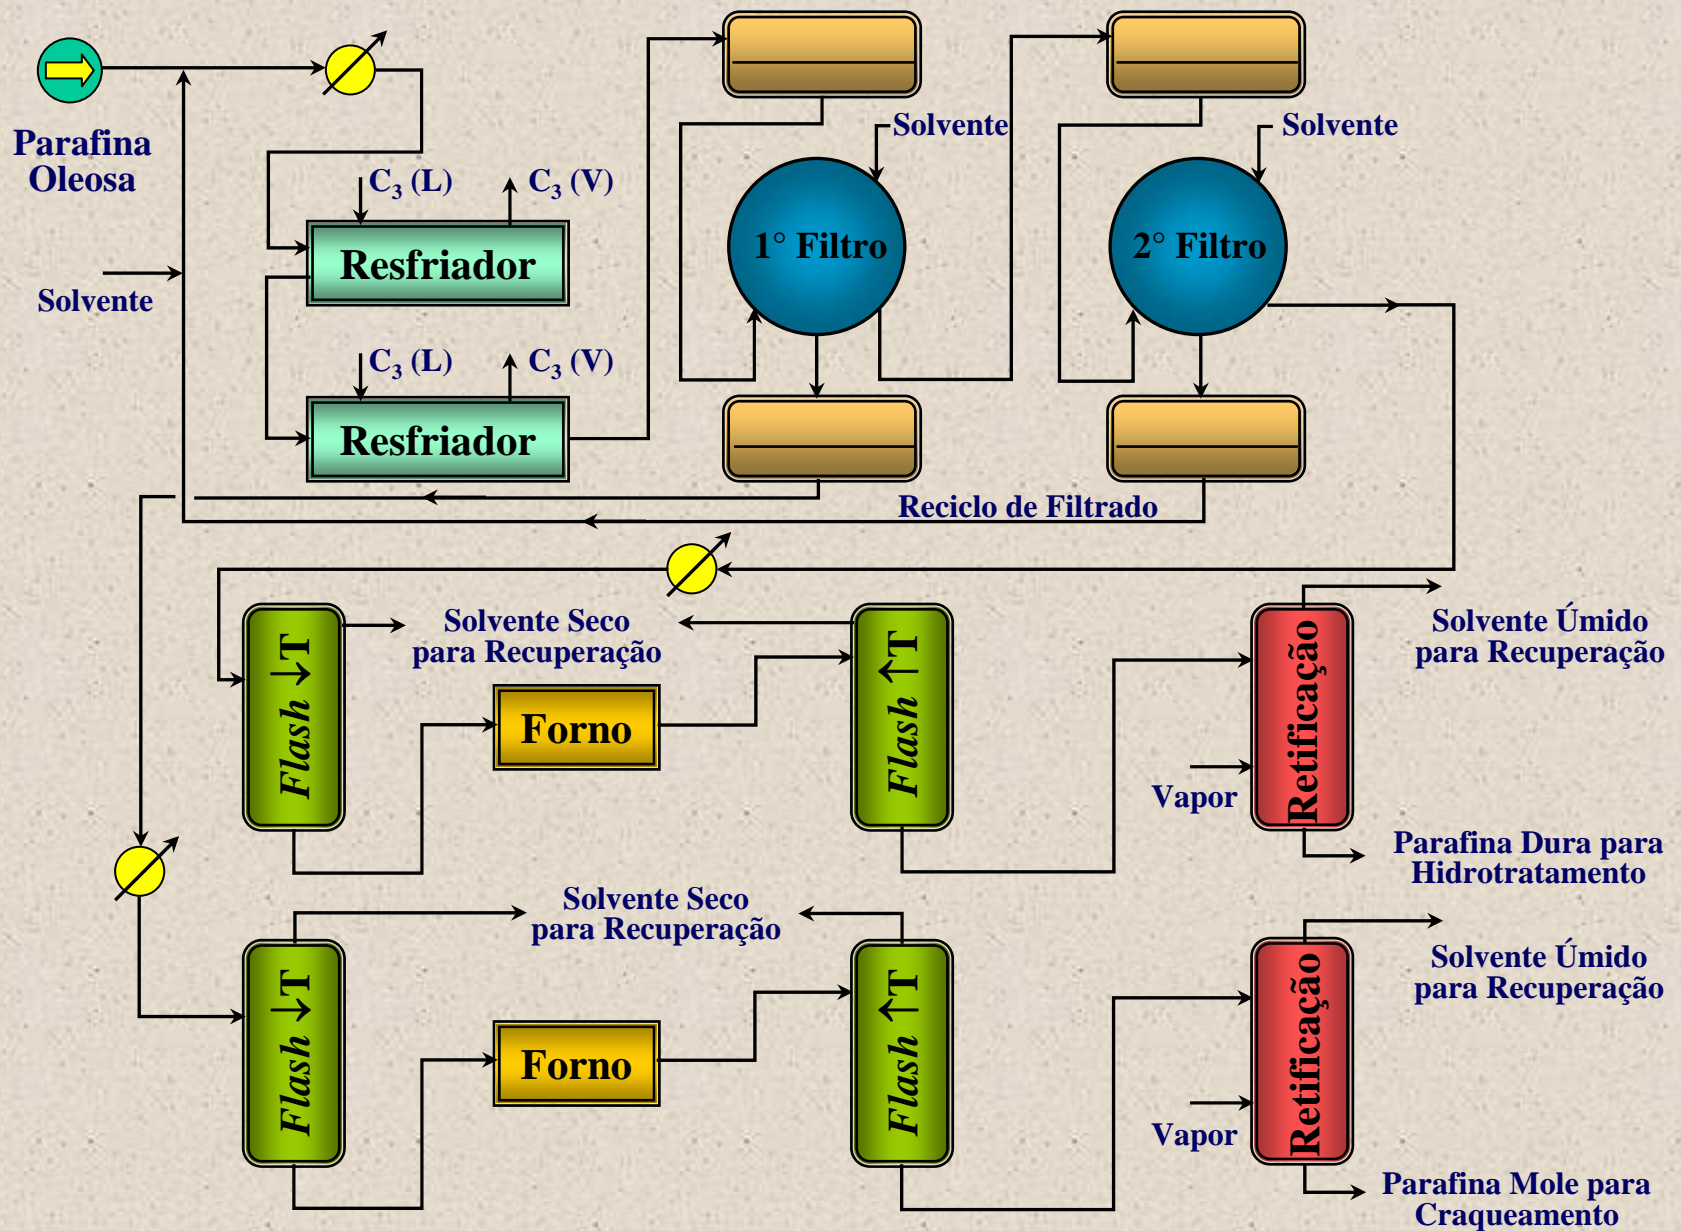 Solvente
Solvente
Parafina
Oleosa
C₃ (L)
C₃ (V)
Resfriador
1° Filtro
2° Filtro
Solvente
C₃ (L)
C₃ (V)
Resfriador
Reciclo de Filtrado
Flash ↓T
Solvente Seco
para Recuperação
Forno
Flash ↑T
Retificação
Solvente Úmido
para Recuperação
Vapor
Parafina Dura para
Hidrotratamento
Flash ↓T
Solvente Seco
para Recuperação
Forno
Flash ↑T
Retificação
Solvente Úmido
para Recuperação
Vapor
Parafina Mole para
Craqueamento